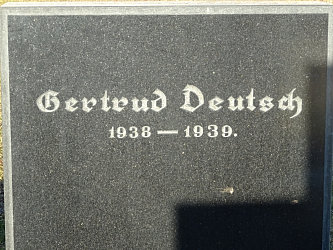 Gertrud Deutsch
1938 — 1939.